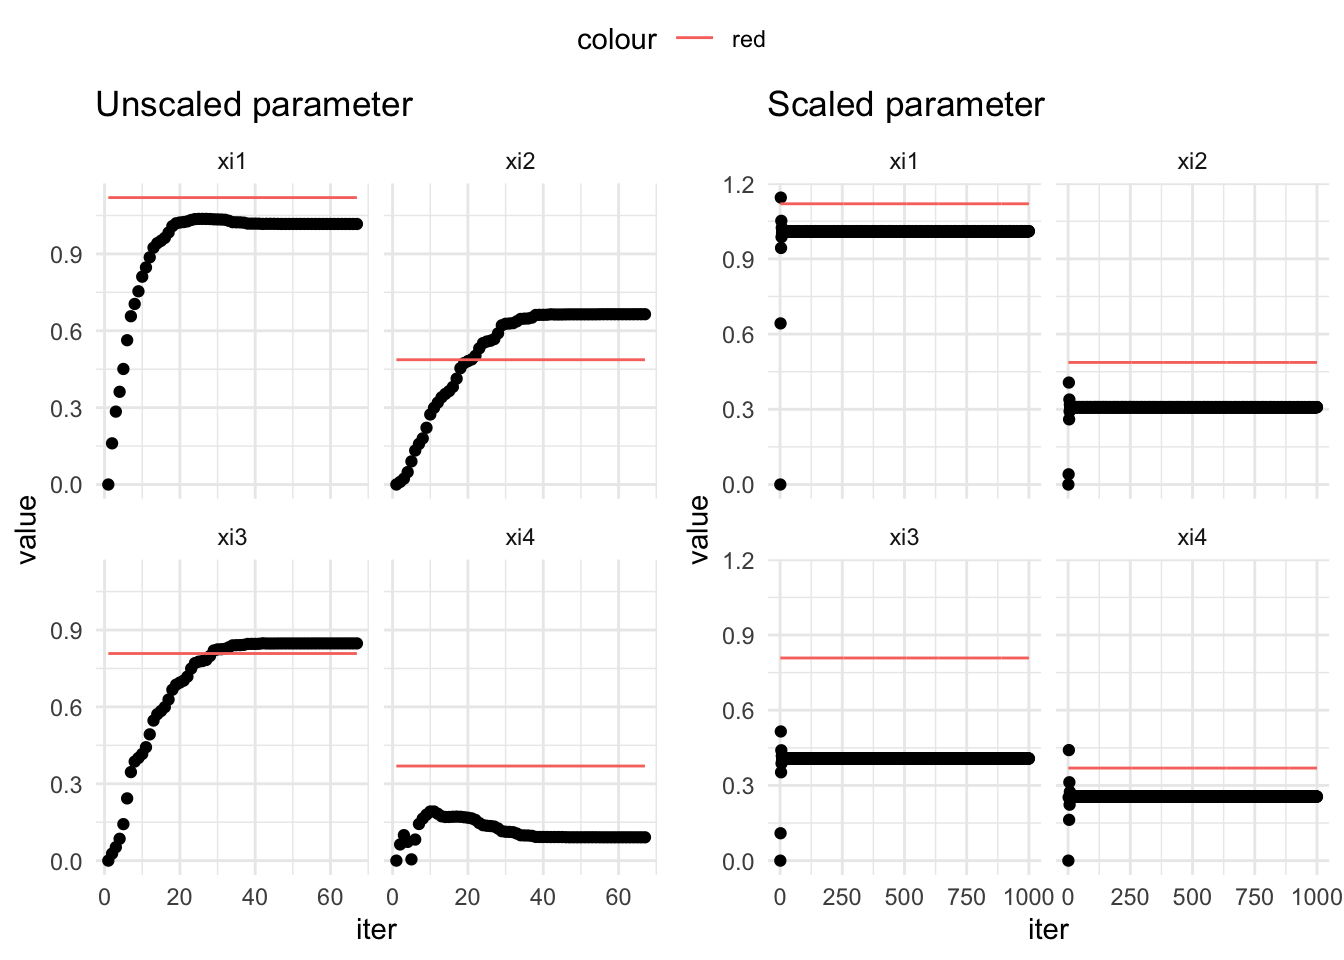 colour red
Unscaled parameter
Scaled parameter
xi1 xi2
xi1 xi2
1.2
0.9
0.6
0.3
0.0
0.9
0.6
0.3
0.0
value
value
xi3 xi4
xi3 xi4
0.9
0.6
0.3
0.0
1.2
0.9
0.6
0.3
0.0
0 20 40 60 0 20 40 60
0 250 500 750 1000 0 250 500 750 1000
iter
iter